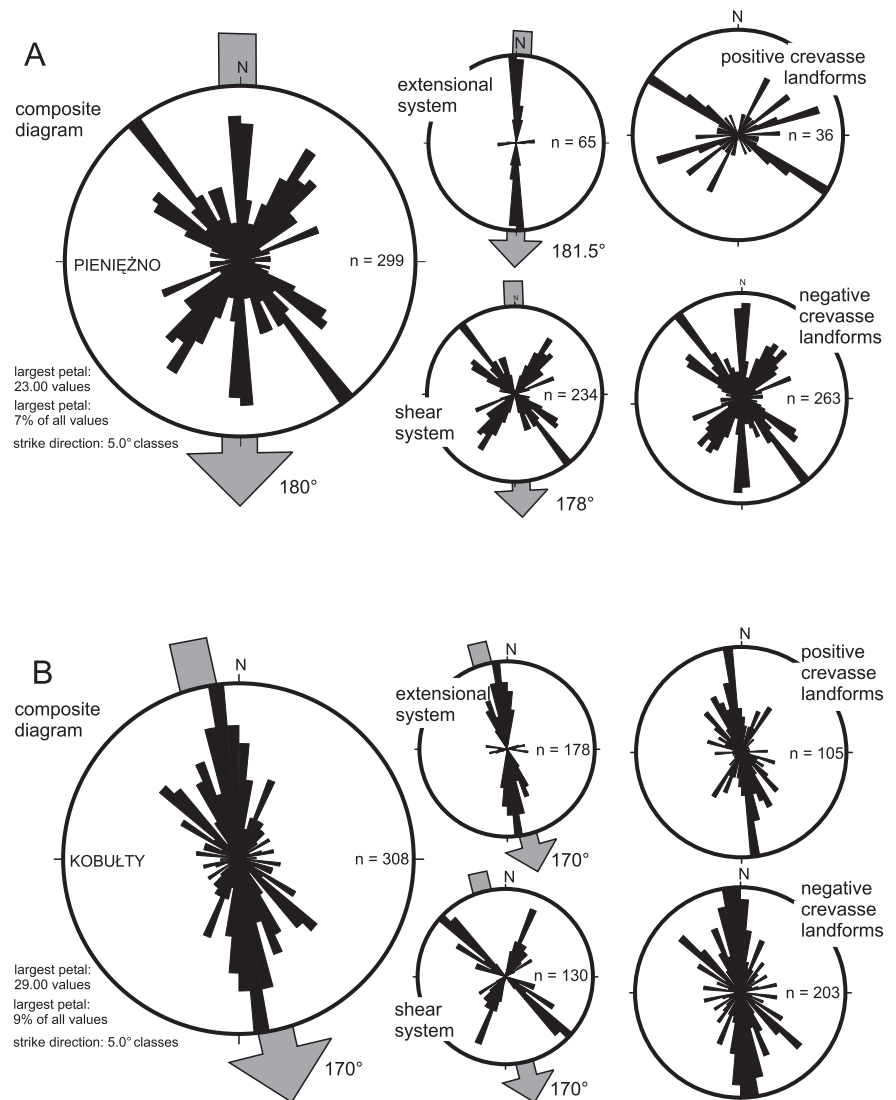 A
N
composite
diagram
PIENIĘŻNO
n = 299
largest petal:
23.00 values
largest petal:
7% of all values
strike direction: 5.0° classes
180°
N
extensional
system
n = 65
181.5°
N
positive crevasse
landforms
n = 36
N
shear
system
n = 234
178°
N
negative
crevasse
landforms
n = 263
B
N
composite
diagram
KOBUŁTY
n = 308
largest petal:
29.00 values
largest petal:
9% of all values
strike direction: 5.0° classes
170°
N
extensional
system
n = 178
170°
N
positive
crevasse
landforms
n = 105
N
shear
system
n = 130
170°
N
negative
crevasse
landforms
n = 203